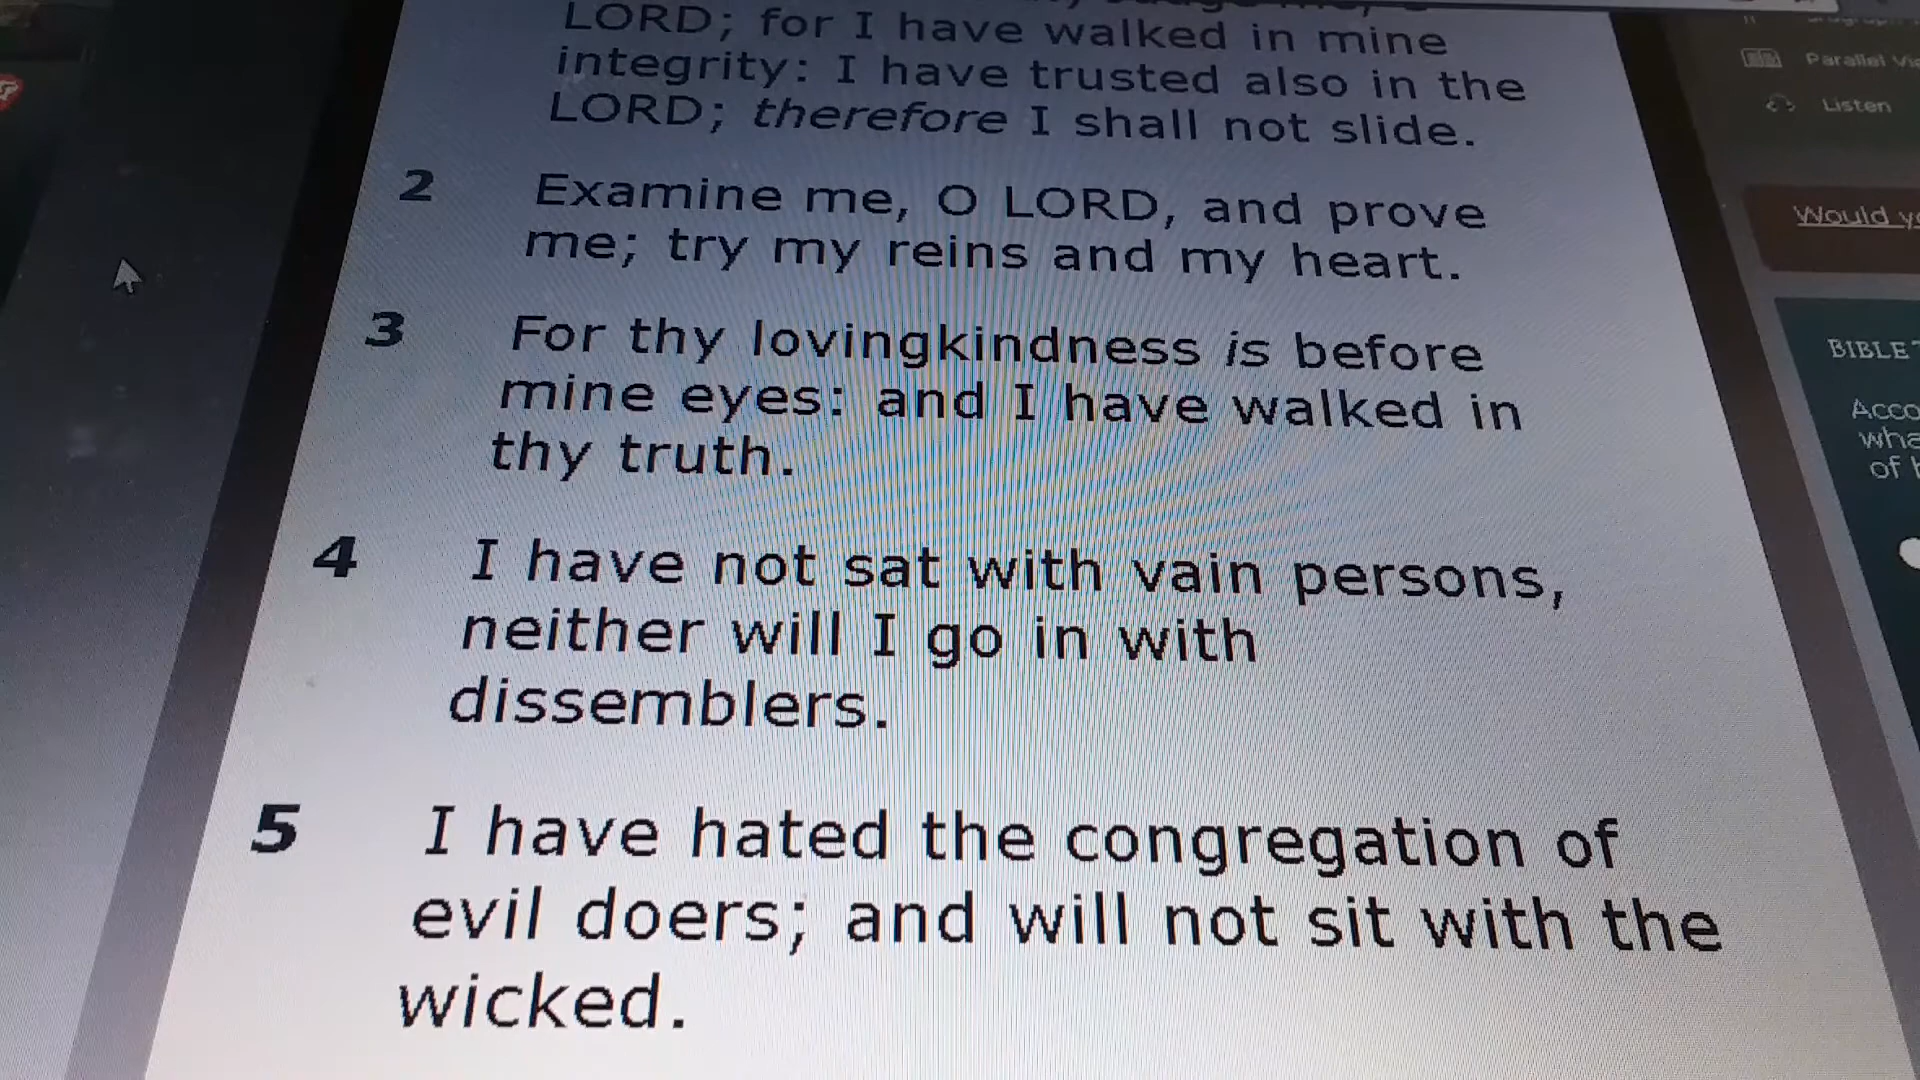 LORD; for I have walked in mine
integrity: I have trusted also in the
LORD; therefore I shall not slide.
2 Examine me, O LORD, and prove
me; try my reins and my heart.
3 For thy lovingkindness is before
mine eyes: and I have walked in
thy truth.
4 I have not sat with vain persons,
neither will I go in with
dissemblers.
5 I have hated the congregation of
evil doers; and will not sit with the
wicked.
Parallel
Listen
Would
BIBLE
of